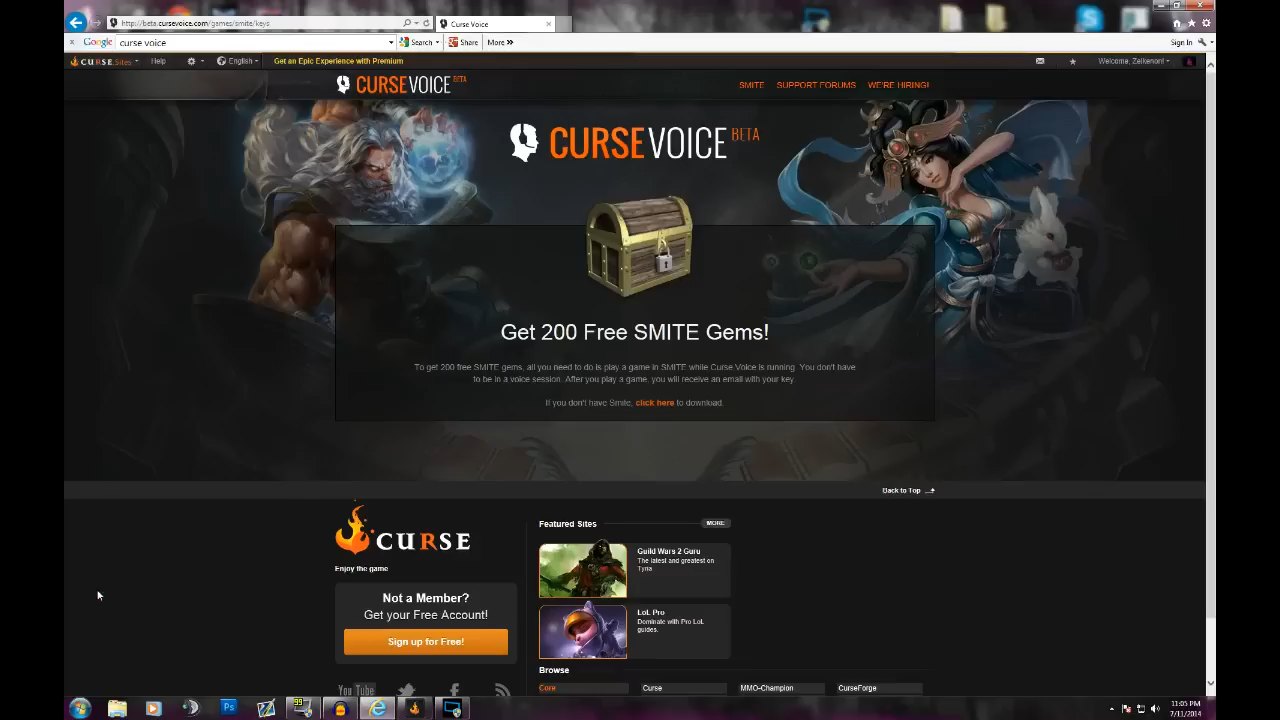 http://beta.cursevoice.com/games/smite/keys
Curse Voice
Google curse voice Search Share More Sign In
CURSE Sites Help English Get an Epic Experience with Premium Welcome, Zeikenon!
CURSEVOICE BETA SMITE SUPPORT FORUMS WE'RE HIRING!
CURSEVOICE BETA
Get 200 Free SMITE Gems!
To get 200 free SMITE gems, all you need to do is play a game in SMITE while Curse Voice is running. You don't have
to be in a voice session. After you play a game, you will receive an email with your key.
If you don't have Smite, click here to download.
Back to Top
CURSE
Enjoy the game
Not a Member?
Get your Free Account!
Sign up for Free!
You Tube
Featured Sites MORE
Guild Wars 2 Guru
The latest and greatest on
Tyria
LoL Pro
Dominate with Pro LoL
guides.
Browse
Core Curse MMO-Champion CurseForge
Ps 99
11:05 PM
7/11/2014